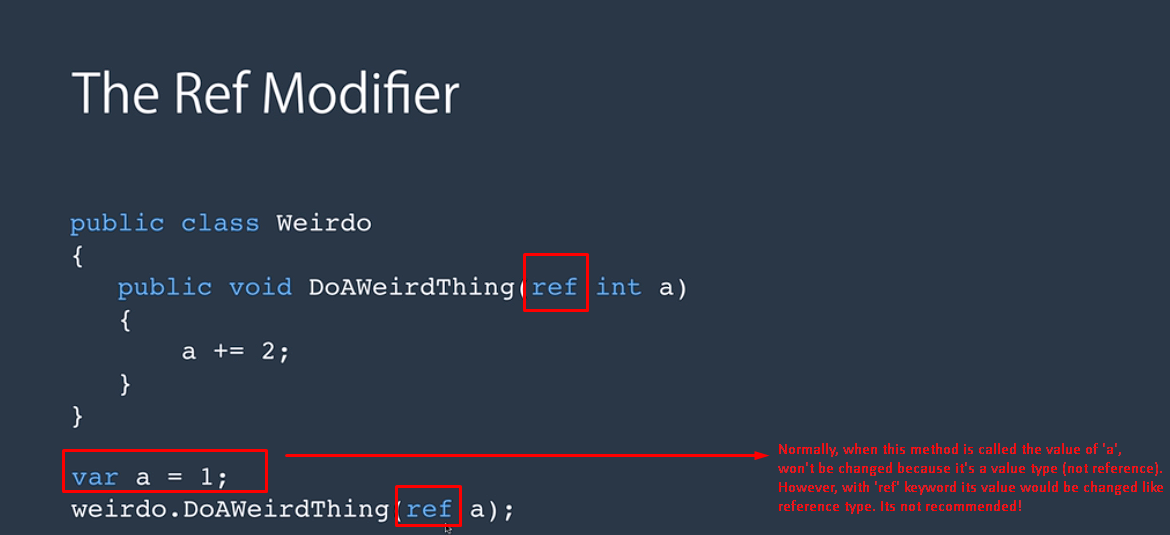 The Ref Modifier
public class Weirdo
{
public void DoAWeirdThing(ref int a)
{
a += 2;
}
}
var a = 1;
weirdo.DoAWeirdThing(ref a);
Normally, when this method is called the value of 'a',
won't be changed because it's a value type (not reference).
However, with 'ref' keyword its value would be changed like
reference type. Its not recommended!